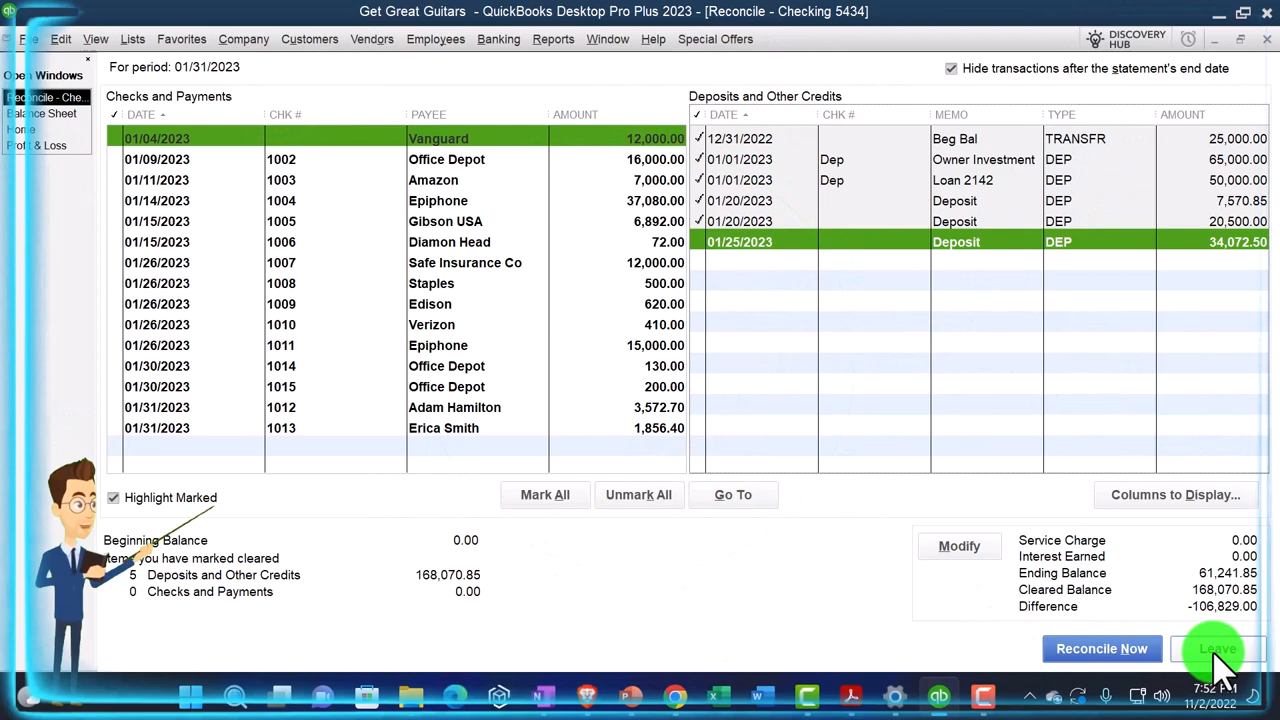 Get Great Guitars - QuickBooks Desktop Pro Plus 2023 - [Reconcile - Checking 5434]
File Edit View Lists Favorites Company Customers Vendors Employees Banking Reports Window Help Special Offers
DISCOVERY HUB
Open Windows
Reconcile - Che...
Balance Sheet
Home
Profit & Loss
For period: 01/31/2023
Hide transactions after the statement's end date
Checks and Payments
✓ DATE CHK # PAYEE AMOUNT
01/04/2023 Vanguard 12,000.00
01/09/2023 1002 Office Depot 16,000.00
01/11/2023 1003 Amazon 7,000.00
01/14/2023 1004 Epiphone 37,080.00
01/15/2023 1005 Gibson USA 6,892.00
01/15/2023 1006 Diamon Head 72.00
01/26/2023 1007 Safe Insurance Co 12,000.00
01/26/2023 1008 Staples 500.00
01/26/2023 1009 Edison 620.00
01/26/2023 1010 Verizon 410.00
01/26/2023 1011 Epiphone 15,000.00
01/30/2023 1014 Office Depot 130.00
01/30/2023 1015 Office Depot 200.00
01/31/2023 1012 Adam Hamilton 3,572.70
01/31/2023 1013 Erica Smith 1,856.40
Deposits and Other Credits
✓ DATE CHK # MEMO TYPE AMOUNT
✓ 12/31/2022 Beg Bal TRANSFR 25,000.00
✓ 01/01/2023 Dep Owner Investment DEP 65,000.00
✓ 01/01/2023 Dep Loan 2142 DEP 50,000.00
✓ 01/20/2023 Deposit DEP 7,570.85
✓ 01/20/2023 Deposit DEP 20,500.00
01/25/2023 Deposit DEP 34,072.50
Highlight Marked
Mark All Unmark All Go To Columns to Display...
Beginning Balance 0.00
Items you have marked cleared
5 Deposits and Other Credits 168,070.85
0 Checks and Payments 0.00
Modify
Service Charge 0.00
Interest Earned 0.00
Ending Balance 61,241.85
Cleared Balance 168,070.85
Difference -106,829.00
Reconcile Now Leave
7:52 PM
11/2/2022